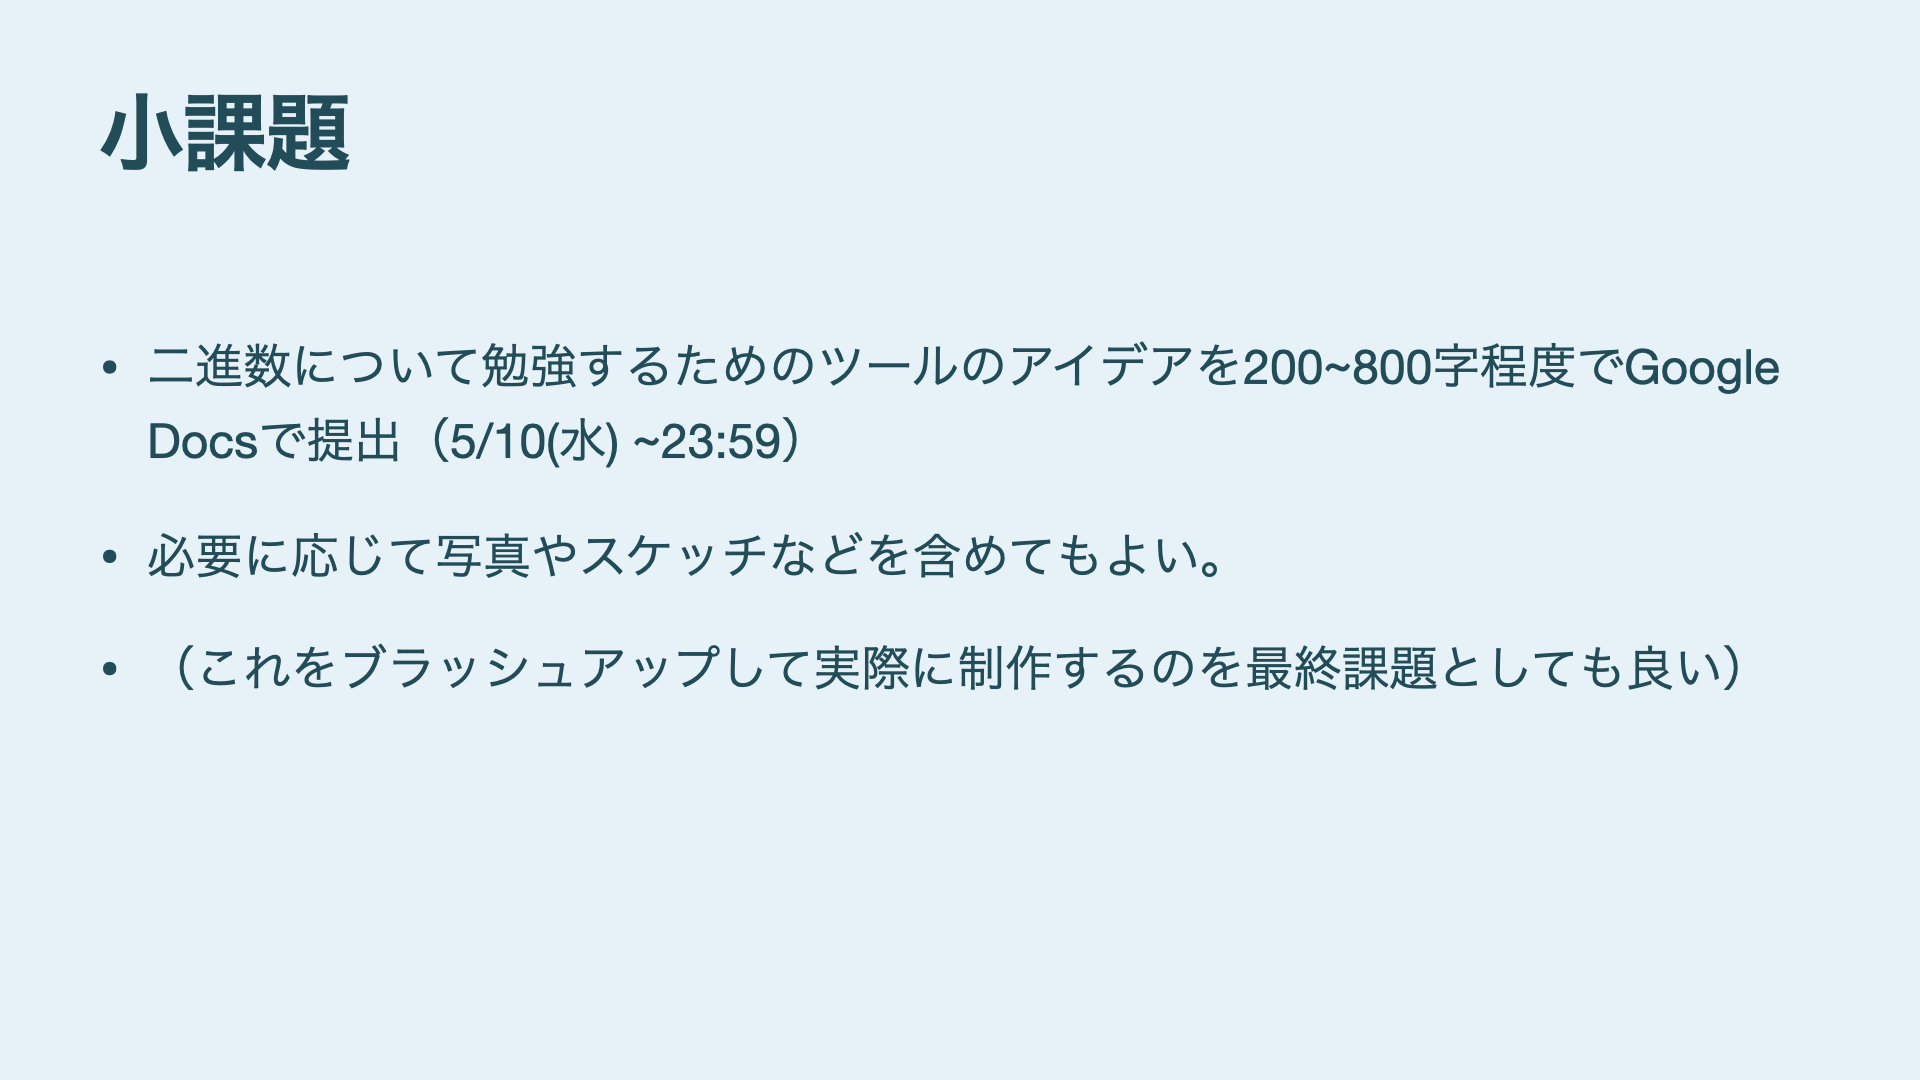 小課題
• 二進数について勉強するためのツールのアイデアを200~800字程度でGoogle
Docsで提出（5/10(水) ~23:59）
• 必要に応じて写真やスケッチなどを含めてもよい。
• （これをブラッシュアップして実際に制作するのを最終課題としても良い）